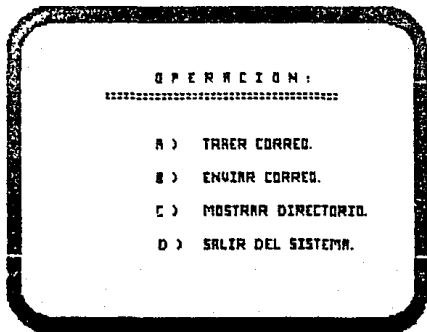 OPERACION:
================================
A) TRAER CORREO.
B) ENVIAR CORREO.
C) MOSTRAR DIRECTORIO.
D) SALIR DEL SISTEMA.